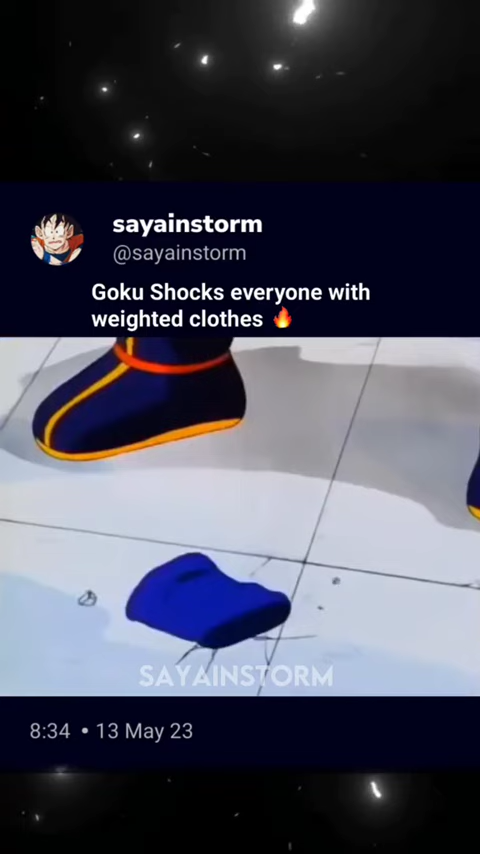 sayainstorm
@sayainstorm
Goku Shocks everyone with
weighted clothes 🔥
SAYAINSTORM
8:34 • 13 May 23